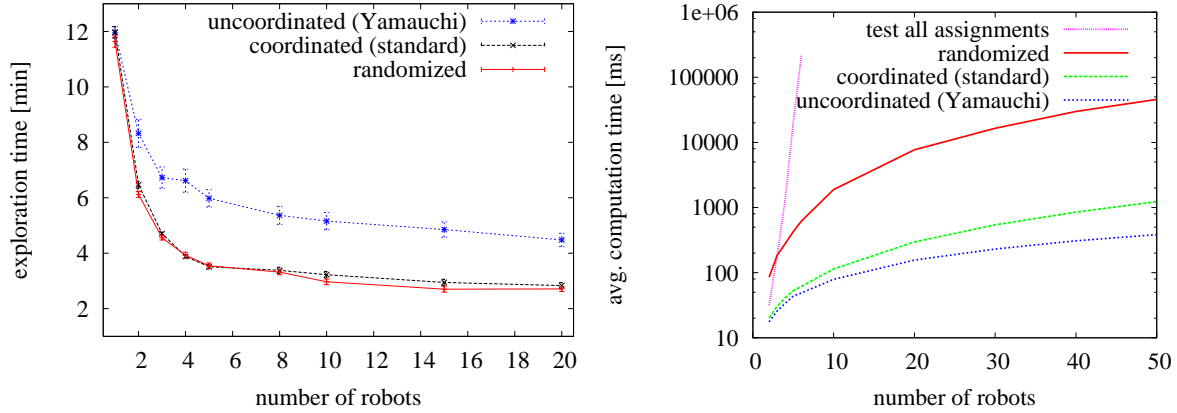 uncoordinated (Yamauchi)
coordinated (standard)
randomized
12
10
8
6
4
2
exploration time [min]
2 4 6 8 10 12 14 16 18 20
number of robots
test all assignments
randomized
coordinated (standard)
uncoordinated (Yamauchi)
1e+06
100000
10000
1000
100
10
avg. computation time [ms]
0 10 20 30 40 50
number of robots